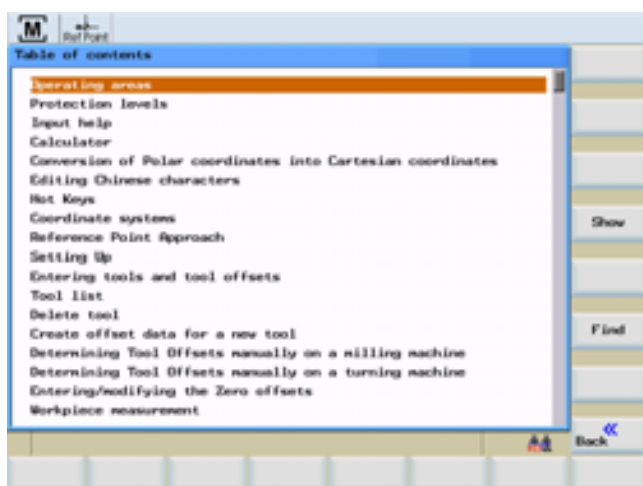 M
Ref Point
Table of contents
Operating areas
Protection levels
Input help
Calculator
Conversion of Polar coordinates into Cartesian coordinates
Editing Chinese characters
Hot Keys
Coordinate systems
Reference Point Approach
Setting Up
Entering tools and tool offsets
Tool list
Delete tool
Create offset data for a new tool
Determining Tool Offsets manually on a milling machine
Determining Tool Offsets manually on a turning machine
Entering/modifying the Zero offsets
Workpiece measurement
Show
Find
Back